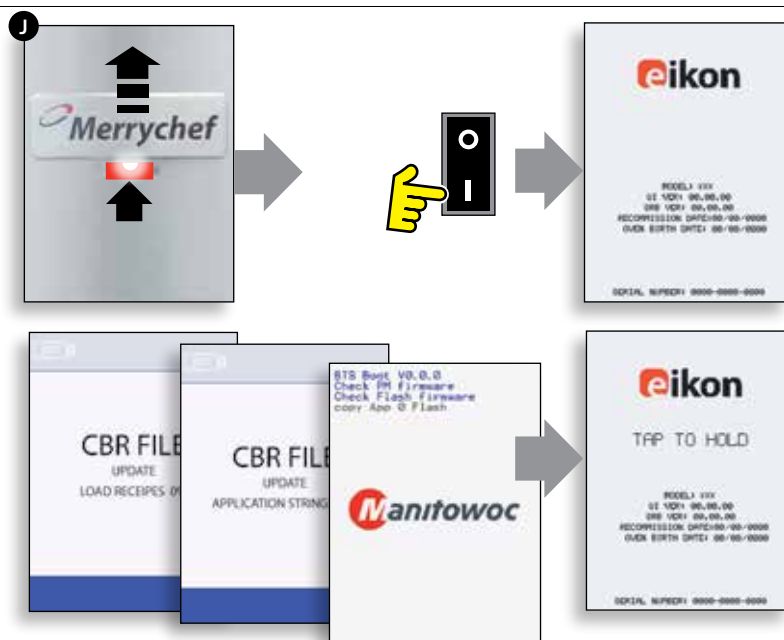 J
Merrychef
eikon
MODEL: XXX
UI VER: 00.00.00
SRB VER: 00.00.00
RECOMMISSION DATE:00/00/0000
OVEN BIRTH DATE: 00/00/0000
SERIAL NUMBER: 0000-0000-0000
CBR FILE
UPDATE
LOAD RECEIPES
CBR FILE
UPDATE
APPLICATION STRING
BTS Boot V0.0.0
Check PM firmware
Check Flash firmware
copy App 0 Flash
Manitowoc
eikon
TAP TO HOLD
MODEL: XXX
UI VER: 00.00.00
SRB VER: 00.00.00
RECOMMISSION DATE:00/00/0000
OVEN BIRTH DATE: 00/00/0000
SERIAL NUMBER: 0000-0000-0000